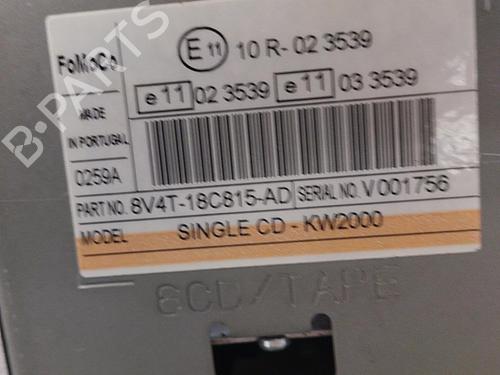 B-PARTS
FoMoCo
E 11 10 R- 02 3539
e 11 02 3539 e 11 03 3539
MADE
IN PORTUGAL
0259A
PART NO. 8V4T-18C815-AD SERIAL NO. V 001756
MODEL SINGLE CD - KW2000
6CD/TAPE